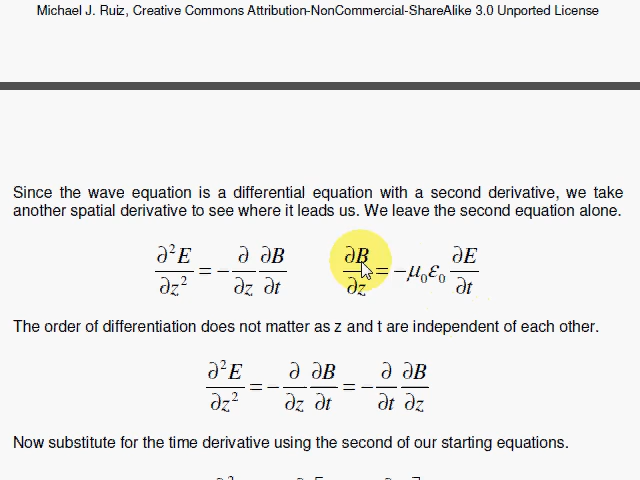 Michael J. Ruiz, Creative Commons Attribution-NonCommercial-ShareAlike 3.0 Unported License
Since the wave equation is a differential equation with a second derivative, we take
another spatial derivative to see where it leads us. We leave the second equation alone.
∂²E/∂z² = −∂/∂z ∂B/∂t    ∂B/∂z = −μ₀ε₀ ∂E/∂t
The order of differentiation does not matter as z and t are independent of each other.
∂²E/∂z² = −∂/∂z ∂B/∂t = −∂/∂t ∂B/∂z
Now substitute for the time derivative using the second of our starting equations.